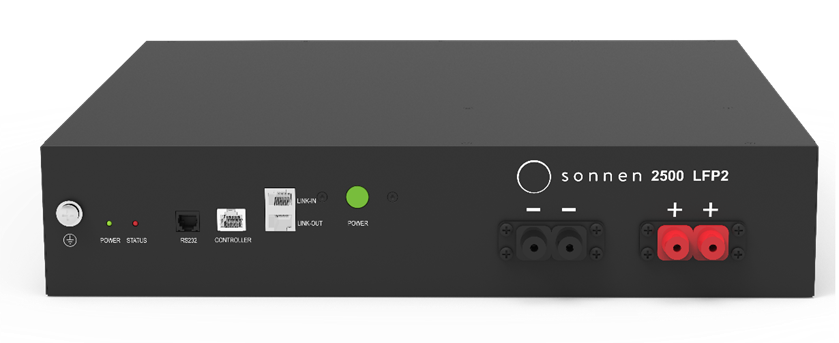 sonnen 2500 LFP2
− − + +
LINK-IN
LINK-OUT
POWER
POWER STATUS RS232 CONTROLLER